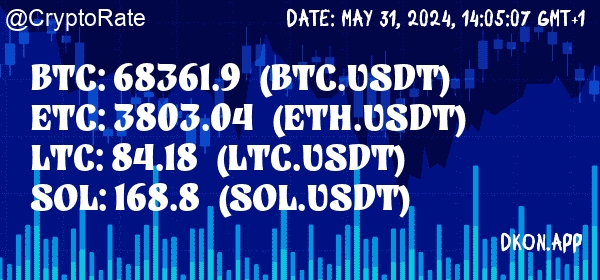 @CryptoRate
DATE: MAY 31, 2024, 14:05:07 GMT+1
BTC: 68361.9 (BTC.USDT)
ETC: 3803.04 (ETH.USDT)
LTC: 84.18 (LTC.USDT)
SOL: 168.8 (SOL.USDT)
DKON.APP